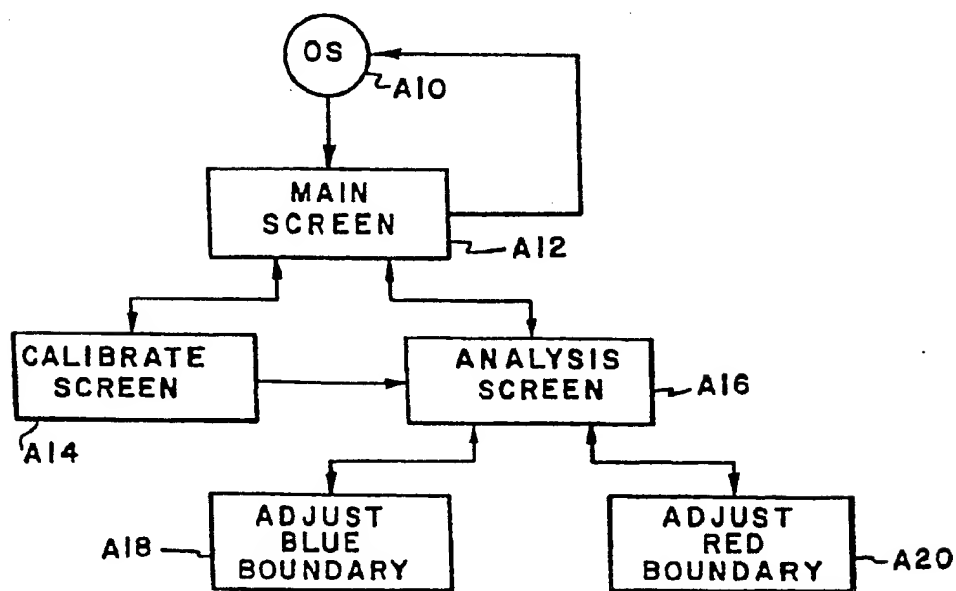 OS
A10
MAIN
SCREEN
A12
CALIBRATE
SCREEN
A14
ANALYSIS
SCREEN
A16
ADJUST
BLUE
BOUNDARY
A18
ADJUST
RED
BOUNDARY
A20